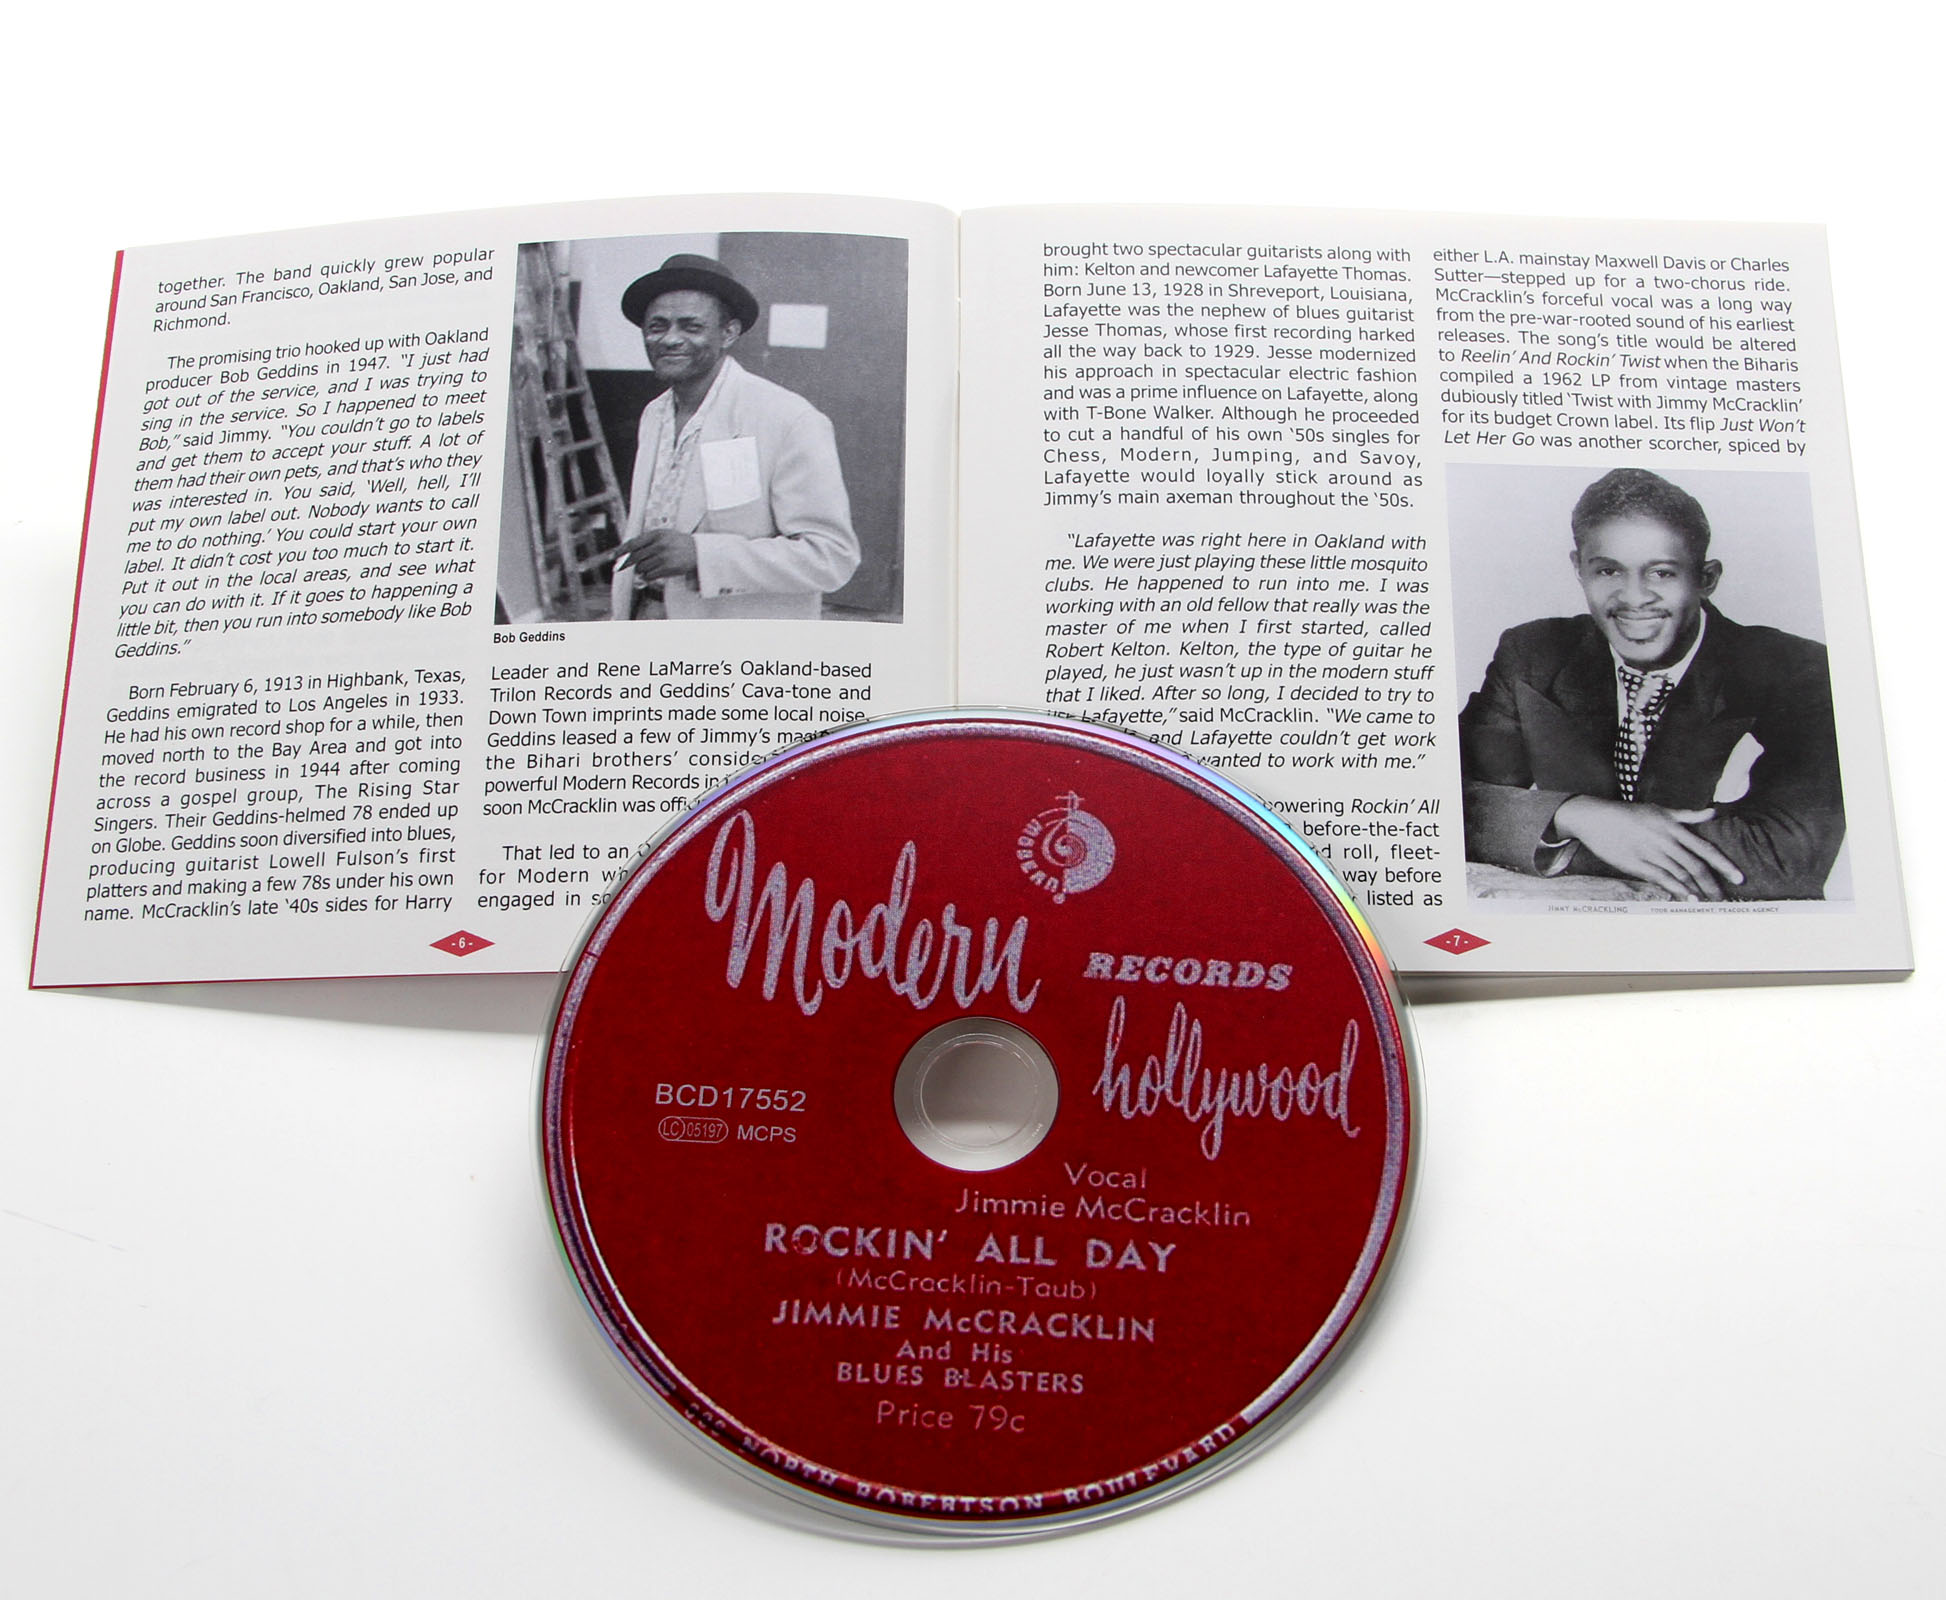 together. The band quickly grew popular
around San Francisco, Oakland, San Jose, and
Richmond.
The promising trio hooked up with Oakland
producer Bob Geddins in 1947. “I just had
got out of the service, and I was trying to
sing in the service. So I happened to meet
Bob,” said Jimmy. “You couldn’t go to labels
and get them to accept your stuff. A lot of
them had their own pets, and that’s who they
was interested in. You said, ‘Well, hell, I’ll
put my own label out. Nobody wants to call
me to do nothing.’ You could start your own
label. It didn’t cost you too much to start it.
Put it out in the local areas, and see what
you can do with it. If it goes to happening a
little bit, then you run into somebody like Bob
Geddins.”
Born February 6, 1913 in Highbank, Texas,
Geddins emigrated to Los Angeles in 1933.
He had his own record shop for a while, then
moved north to the Bay Area and got into
the record business in 1944 after coming
across a gospel group, The Rising Star
Singers. Their Geddins-helmed 78 ended up
on Globe. Geddins soon diversified into blues,
producing guitarist Lowell Fulson’s first
platters and making a few 78s under his own
name. McCracklin’s late ‘40s sides for Harry
- 6 -
Bob Geddins
Leader and Rene LaMarre’s Oakland-based
Trilon Records and Geddins’ Cava-tone and
Down Town imprints made some local noise.
Geddins leased a few of Jimmy’s
the Bihari brothers’
powerful Modern Records in
soon McCracklin was
That led to an
for Modern
engaged in
brought two spectacular guitarists along with
him: Kelton and newcomer Lafayette Thomas.
Born June 13, 1928 in Shreveport, Louisiana,
Lafayette was the nephew of blues guitarist
Jesse Thomas, whose first recording harked
all the way back to 1929. Jesse modernized
his approach in spectacular electric fashion
and was a prime influence on Lafayette, along
with T-Bone Walker. Although he proceeded
to cut a handful of his own ‘50s singles for
Chess, Modern, Jumping, and Savoy,
Lafayette would loyally stick around as
Jimmy’s main axeman throughout the ‘50s.
“Lafayette was right here in Oakland with
me. We were just playing these little mosquito
clubs. He happened to run into me. I was
working with an old fellow that really was the
master of me when I first started, called
Robert Kelton. Kelton, the type of guitar he
played, he just wasn’t up in the modern stuff
that I liked. After so long, I decided to try to
use Lafayette,” said McCracklin. “We came to
and Lafayette couldn’t get work
wanted to work with me.”
Rockin’ All
before-the-fact
roll, fleet-
way before
listed as
either L.A. mainstay Maxwell Davis or Charles
Sutter—stepped up for a two-chorus ride.
McCracklin’s forceful vocal was a long way
from the pre-war-rooted sound of his earliest
releases. The song’s title would be altered
to Reelin’ And Rockin’ Twist when the Biharis
compiled a 1962 LP from vintage masters
dubiously titled ‘Twist with Jimmy McCracklin’
for its budget Crown label. Its flip Just Won’t
Let Her Go was another scorcher, spiced by
JIMMY McCRACKLING TOUR MANAGEMENT, PEACOCK AGENCY
- 7 -
MODERN
Modern
RECORDS
hollywood
BCD17552
LC 05197 MCPS
Vocal
Jimmie McCracklin
ROCKIN’ ALL DAY
(McCracklin-Taub)
JIMMIE McCRACKLIN
And His
BLUES BLASTERS
Price 79c
NORTH ROBERTSON BOULEVARD